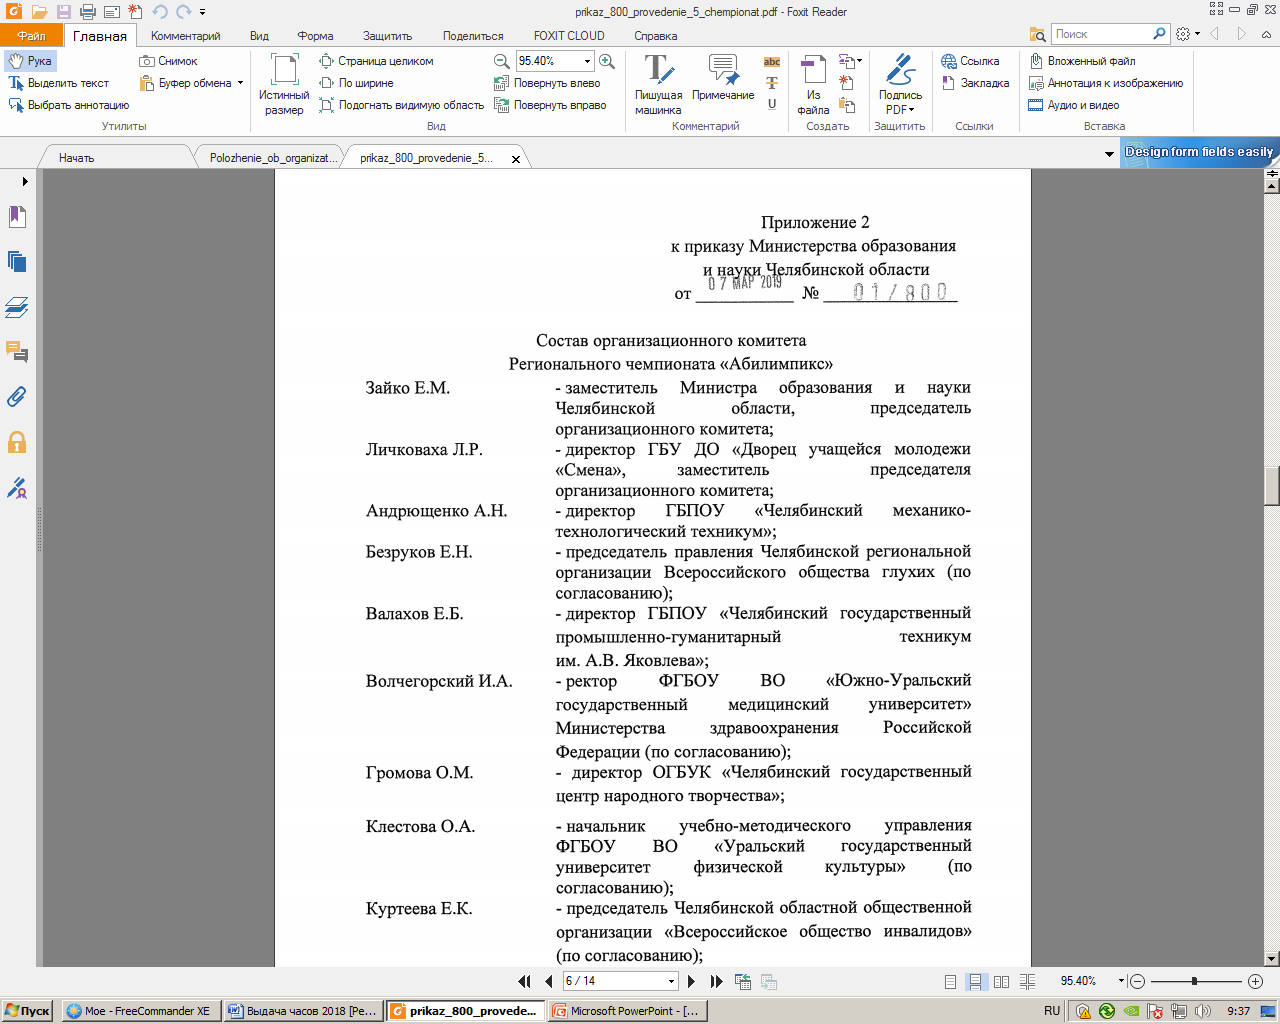 prikaz_800_provedenie_5_chempionat.pdf - Foxit Reader
Файл Главная Комментарий Вид Форма Защитить Поделиться FOXIT CLOUD Справка Поиск
Рука Снимок Страница целиком 95.40% Ссылка Вложенный файл
Выделить текст Буфер обмена По ширине Повернуть влево Закладка Аннотация к изображению
Выбрать аннотацию Истинный размер Подогнать видимую область Повернуть вправо Пишущая машинка Примечание Из файла Подпись PDF Аудио и видео
Утилиты Вид Комментарий Создать Защитить Ссылки Вставка
Начать Polozhenie_ob_organizat... prikaz_800_provedenie_5... Design form fields easily
Приложение 2
к приказу Министерства образования
и науки Челябинской области
от 07 МАР 2019 № 01/800
Состав организационного комитета
Регионального чемпионата «Абилимпикс»
Зайко Е.М. - заместитель Министра образования и науки
Челябинской области, председатель
организационного комитета;
Личковаха Л.Р. - директор ГБУ ДО «Дворец учащейся молодежи
«Смена», заместитель председателя
организационного комитета;
Андрющенко А.Н. - директор ГБПОУ «Челябинский механико-
технологический техникум»;
Безруков Е.Н. - председатель правления Челябинской региональной
организации Всероссийского общества глухих (по
согласованию);
Валахов Е.Б. - директор ГБПОУ «Челябинский государственный
промышленно-гуманитарный техникум
им. А.В. Яковлева»;
Волчегорский И.А. - ректор ФГБОУ ВО «Южно-Уральский
государственный медицинский университет»
Министерства здравоохранения Российской
Федерации (по согласованию);
Громова О.М. - директор ОГБУК «Челябинский государственный
центр народного творчества»;
Клестова О.А. - начальник учебно-методического управления
ФГБОУ ВО «Уральский государственный
университет физической культуры» (по
согласованию);
Куртеева Е.К. - председатель Челябинской областной общественной
организации «Всероссийское общество инвалидов»
(по согласованию);
6 / 14 95.40%
Пуск Мое - FreeCommander XE Выдача часов 2018 [Ре... prikaz_800_provede... Microsoft PowerPoint - [... RU 9:37